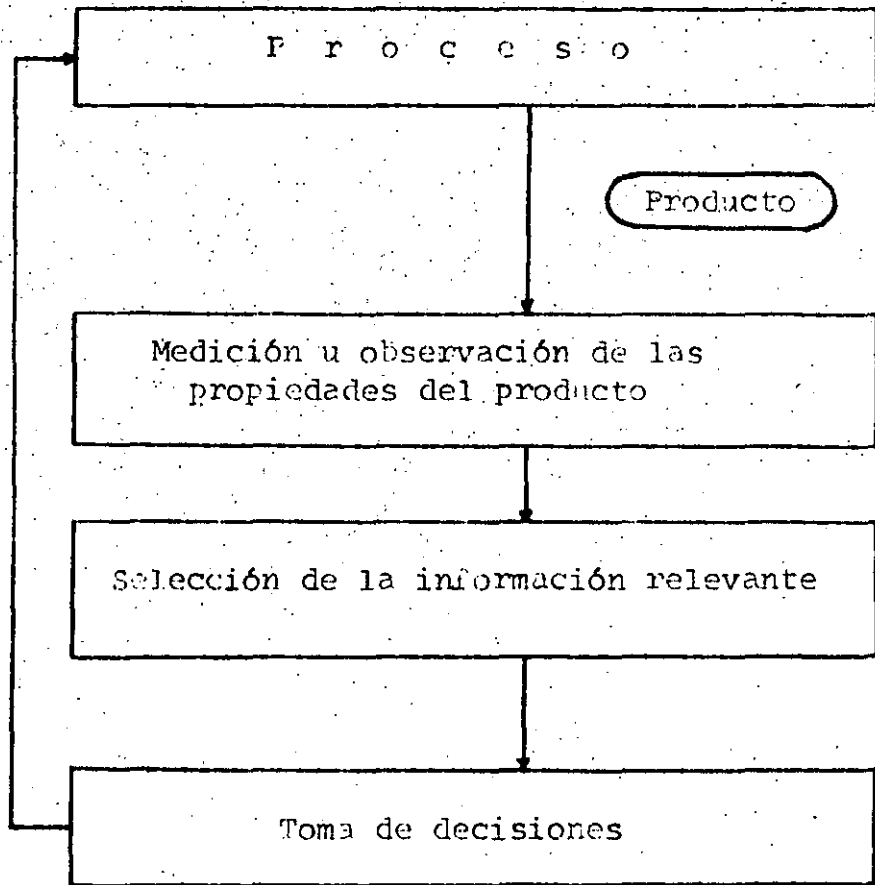 P r o c e s o
Producto
Medición u observación de las
propiedades del producto
Selección de la información relevante
Toma de decisiones